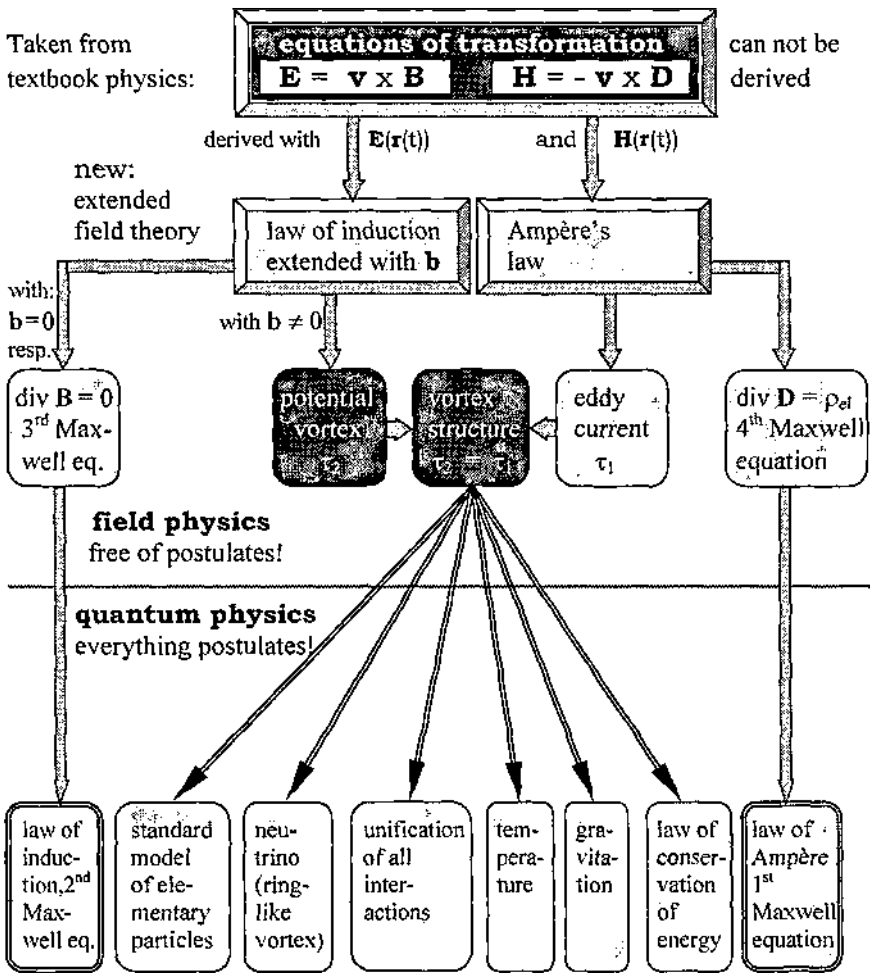 Taken from
textbook physics:
equations of transformation
E = v x B H = - v x D
can not be
derived
derived with E(r(t)) and H(r(t))
new:
extended
field theory
law of induction
extended with b
Ampère's
law
with:
b=0
resp.
with b ≠ 0
div B = 0
3rd Max-
well eq.
potential
vortex
τ2
vortex
structure
τ2 = τ1
eddy
current
τ1
div D = ρel
4th Maxwell
equation
field physics
free of postulates!
quantum physics
everything postulates!
law of
induc-
tion,2nd
Max-
well eq.
standard
model
of ele-
mentary
particles
neu-
trino
(ring-
like
vortex)
unification
of all
inter-
actions
tem-
pera-
ture
gra-
vita-
tion
law of
conser-
vation
of
energy
law of
Ampère
1st
Maxwell
equation